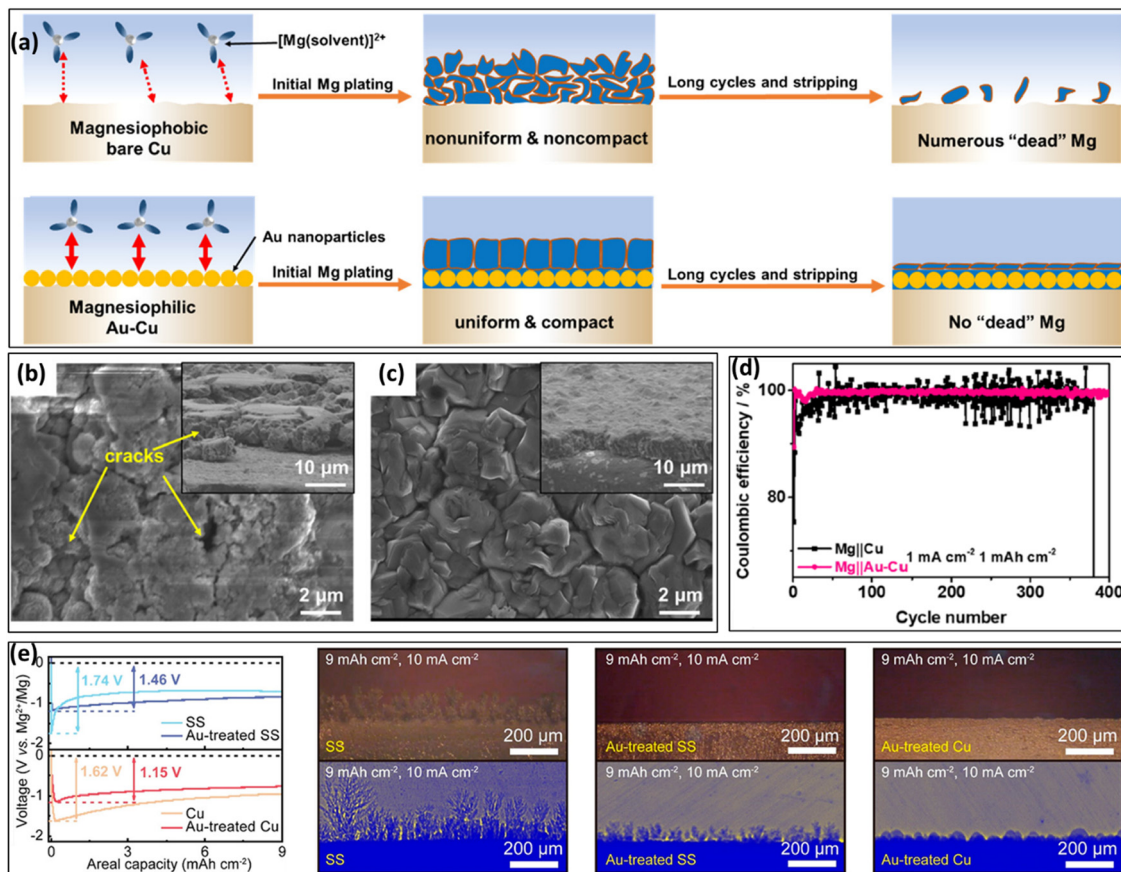 (a)
[Mg(solvent)]²⁺
Initial Mg plating
Long cycles and stripping
Magnesiophobic
bare Cu
nonuniform & noncompact
Numerous “dead” Mg
Au nanoparticles
Initial Mg plating
Long cycles and stripping
Magnesiophilic
Au-Cu
uniform & compact
No “dead” Mg
(b)
cracks
10 μm
2 μm
(c)
10 μm
2 μm
(d)
Coulombic efficiency / %
100
80
Mg||Cu
Mg||Au-Cu
1 mA cm⁻² 1 mAh cm⁻²
0 100 200 300 400
Cycle number
(e)
Voltage (V vs. Mg²⁺/Mg)
0
-1
-2
1.74 V
1.46 V
SS
Au-treated SS
0
-1
-2
1.62 V
1.15 V
Cu
Au-treated Cu
0 3 6 9
Areal capacity (mAh cm⁻²)
9 mAh cm⁻², 10 mA cm⁻²
SS
200 μm
9 mAh cm⁻², 10 mA cm⁻²
Au-treated SS
200 μm
9 mAh cm⁻², 10 mA cm⁻²
Au-treated Cu
200 μm
9 mAh cm⁻², 10 mA cm⁻²
SS
200 μm
9 mAh cm⁻², 10 mA cm⁻²
Au-treated SS
200 μm
9 mAh cm⁻², 10 mA cm⁻²
Au-treated Cu
200 μm